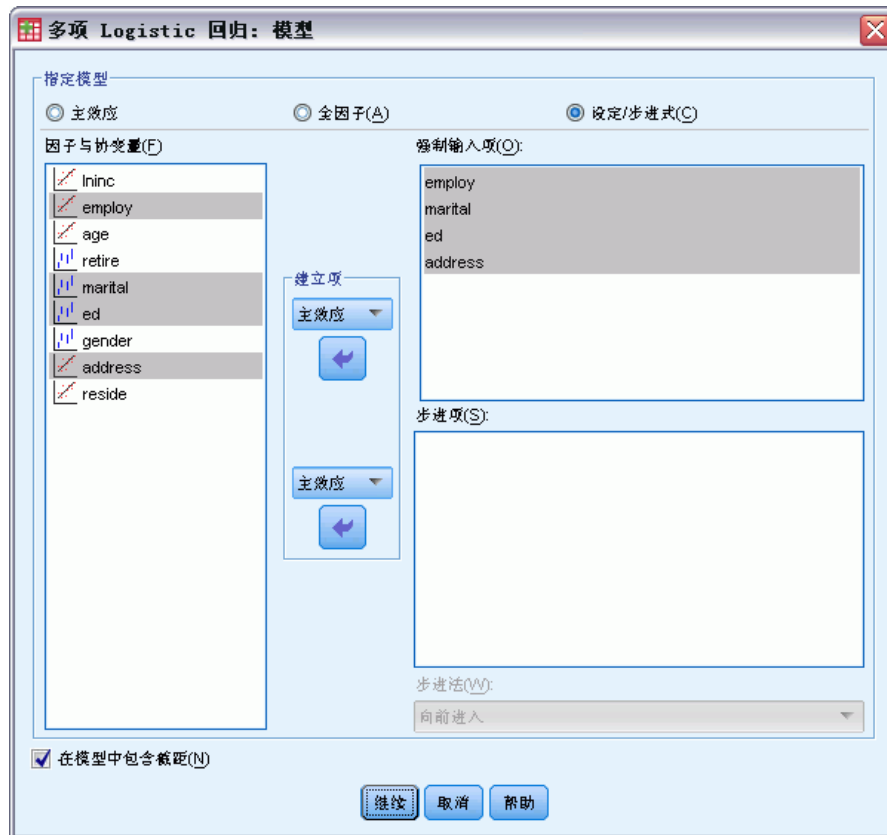 多项 Logistic 回归: 模型
指定模型
主效应
全因子(A)
设定/步进式(C)
因子与协变量(F)
强制输入项(O):
lninc
employ
age
retire
marital
ed
gender
address
reside
建立项
主效应
主效应
employ
marital
ed
address
步进项(S):
步进法(W):
向前进入
在模型中包含截距(N)
继续
取消
帮助